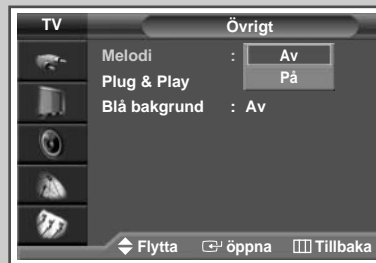 TV Övrigt
Melodi : Av
På
Plug & Play
Blå bakgrund : Av
Flytta öppna Tillbaka